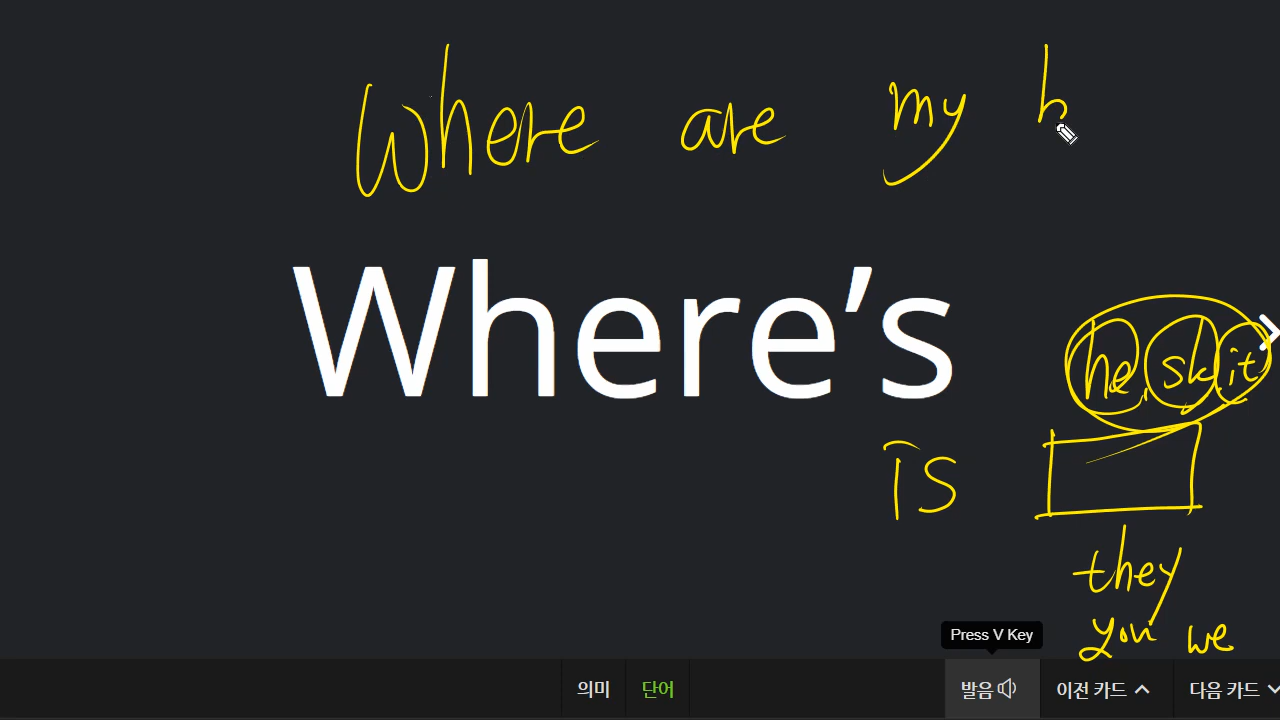 Where are my h
Where's
he, she, it
is
they
you we
Press V Key
의미 단어 발음 이전 카드 다음 카드